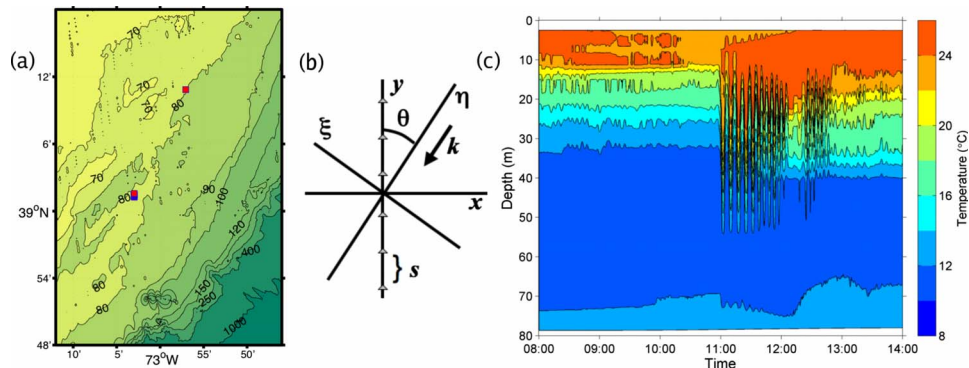 (a)
70
70
70
80
12'
6'
39°N
54'
48'
70
80
90
100
120
400
80
80
150
250
1000
10'
5'
73°W
55'
50'
(b)
y
η
θ
ξ
k
x
} s
(c)
0
10
20
30
40
50
60
70
80
Depth (m)
08:00
09:00
10:00
11:00
12:00
13:00
14:00
Time
24
20
16
12
8
Temperature (°C)